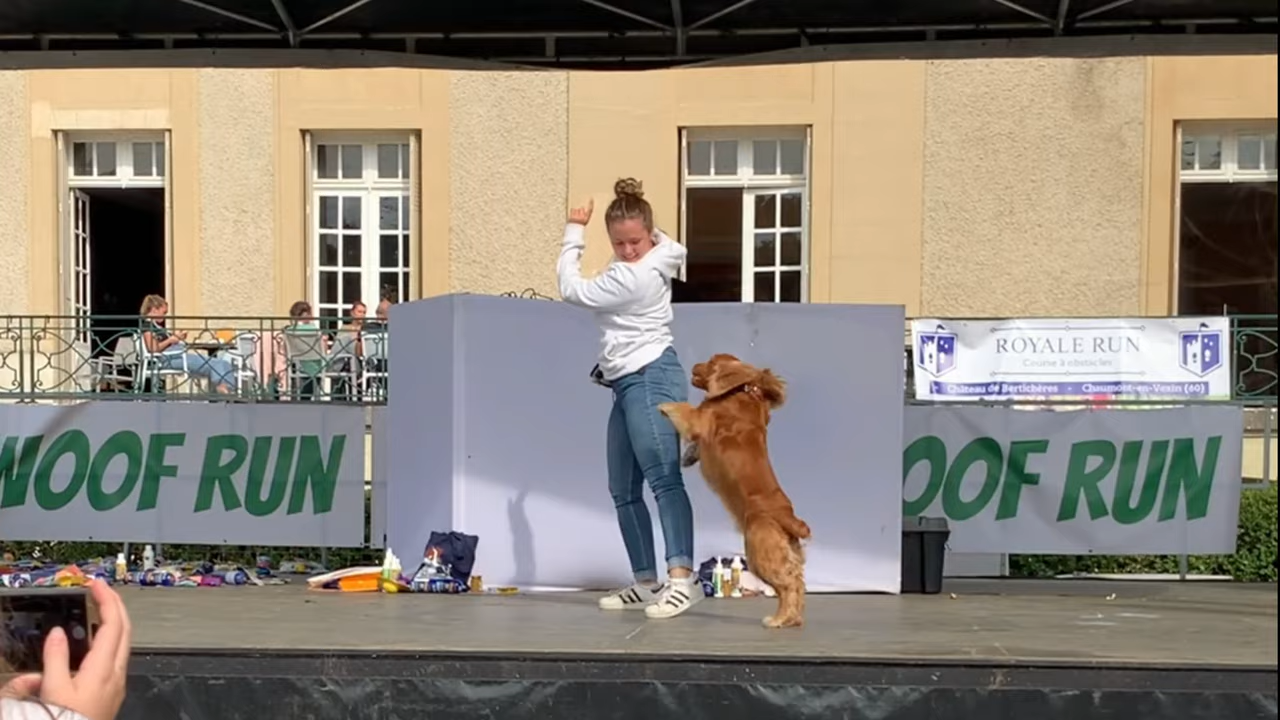 WOOF RUN
ROYALE RUN
Course à obstacles
Château de Bertichères - Chaumont-en-Vexin (60)
OOF RUN